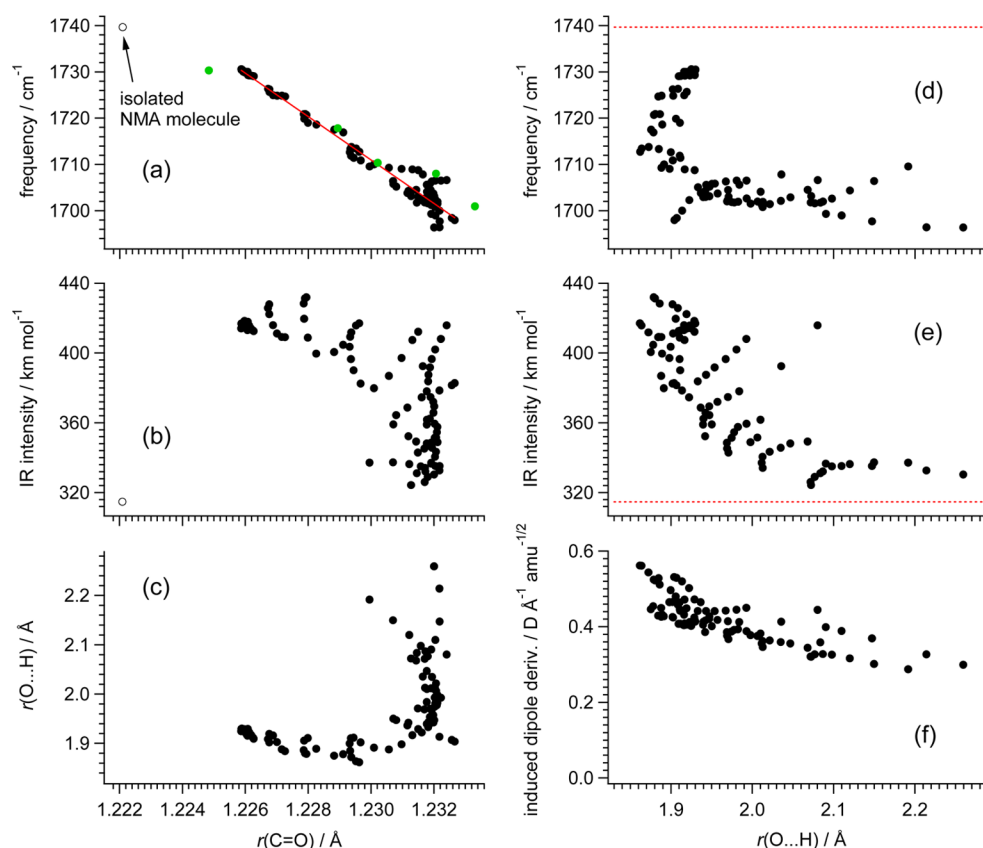 1740
1730
1720
1710
1700
frequency / cm-1
isolated
NMA molecule
(a)
1740
1730
1720
1710
1700
frequency / cm-1
(d)
440
400
360
320
IR intensity / km mol-1
(b)
440
400
360
320
IR intensity / km mol-1
(e)
2.2
2.1
2.0
1.9
r(O...H) / Å
(c)
1.222
1.224
1.226
1.228
1.230
1.232
r(C=O) / Å
0.6
0.4
0.2
0.0
induced dipole deriv. / D Å-1 amu-1/2
(f)
1.9
2.0
2.1
2.2
r(O...H) / Å